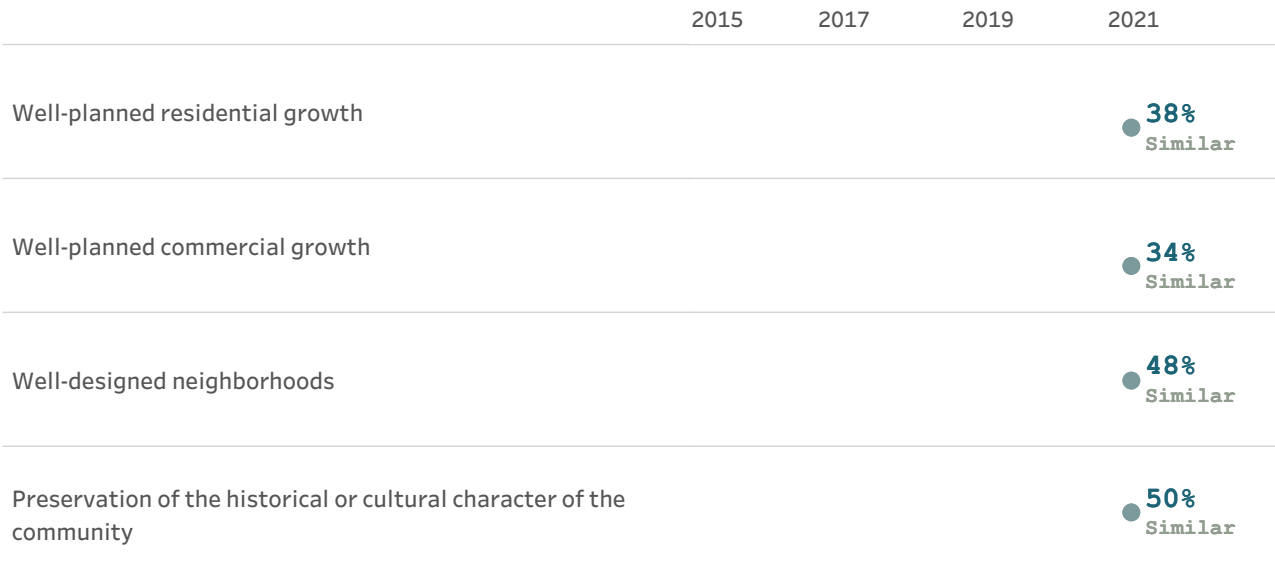 2015 2017 2019 2021
Well-planned residential growth
38%
Similar
Well-planned commercial growth
34%
Similar
Well-designed neighborhoods
48%
Similar
Preservation of the historical or cultural character of the
community
50%
Similar